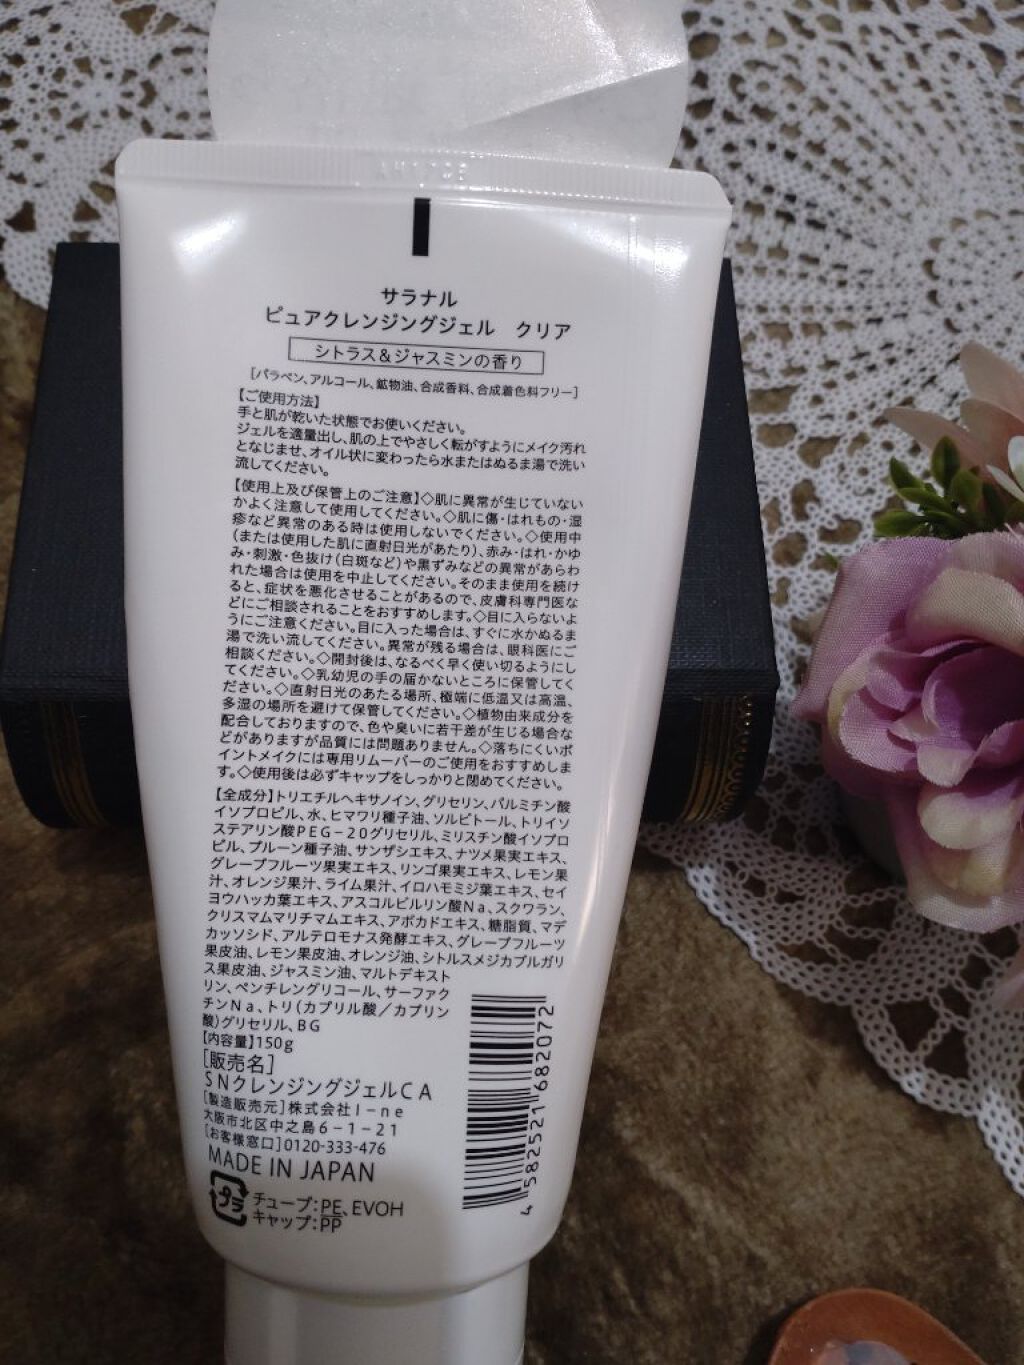 サラナル
ピュアクレンジングジェル クリア
シトラス&ジャスミンの香り
[パラベン、アルコール、鉱物油、合成香料、合成着色料フリー]
【ご使用方法】
手と肌が乾いた状態でお使いください。
ジェルを適量出し、肌の上でやさしく転がすようにメイク汚れ
となじませ、オイル状に変わったら水またはぬるま湯で洗い
流してください。
【使用上及び保管上のご注意】◇肌に異常が生じていない
かよく注意して使用してください。◇肌に傷・はれもの・湿
疹など異常のある時は使用しないでください。◇使用中
(または使用した肌に直射日光があたり)、赤み・はれ・かゆ
み・刺激・色抜け(白斑など)や黒ずみなどの異常があらわ
れた場合は使用を中止してください。そのまま使用を続け
ると、症状を悪化させることがあるので、皮膚科専門医な
どにご相談されることをおすすめします。◇目に入らないよ
うにご注意ください。目に入った場合は、すぐに水かぬるま
湯で洗い流してください。異常が残る場合は、眼科医にご
相談ください。◇開封後は、なるべく早く使い切るようにし
てください。◇乳幼児の手の届かないところに保管してく
ださい。◇直射日光のあたる場所、極端に低温又は高温、
多湿の場所を避けて保管してください。◇植物由来成分を
配合しておりますので、色や臭いに若干差が生じる場合な
どがありますが品質には問題ありません。◇落ちにくいポ
イントメイクには専用リムーバーのご使用をおすすめしま
す。◇使用後は必ずキャップをしっかりと閉めてください。
【全成分】トリエチルヘキサノイン、グリセリン、パルミチン酸
イソプロピル、水、ヒマワリ種子油、ソルビトール、トリイソ
ステアリン酸PEG-20グリセリル、ミリスチン酸イソプロ
ピル、プルーン種子油、サンザシエキス、ナツメ果実エキス、
グレープフルーツ果実エキス、リンゴ果実エキス、レモン果
汁、オレンジ果汁、ライム果汁、イロハモミジ葉エキス、セイ
ヨウハッカ葉エキス、アスコルビルリン酸Na、スクワラン、
クリスマムマリチマムエキス、アボカドエキス、糖脂質、マデ
カッソシド、アルテロモナス発酵エキス、グレープフルーツ
果皮油、レモン果皮油、オレンジ油、シトルスメジカブルガリ
ス果皮油、ジャスミン油、マルトデキスト
リン、ペンチレングリコール、サーファク
チンNa、トリ(カプリル酸/カプリン
酸)グリセリル、BG
【内容量】150g
[販売名]
SNクレンジングジェルCA
[製造販売元]株式会社I-ne
大阪市北区中之島6-1-21
[お客様窓口]0120-333-476
MADE IN JAPAN
プラ
チューブ:PE、EVOH
キャップ:PP
4 582521 682072